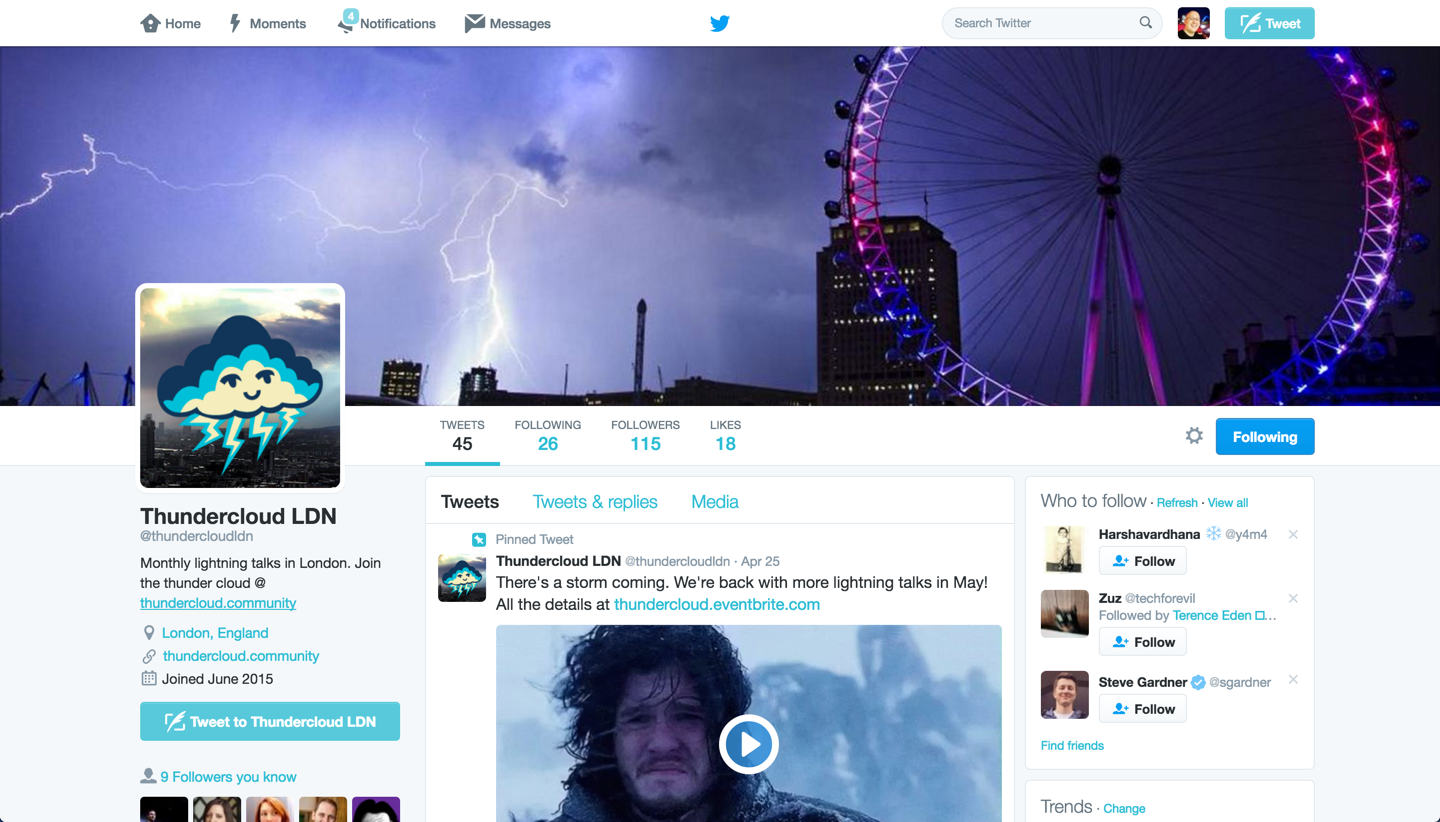 Home
Moments
4
Notifications
Messages
Search Twitter
Tweet
TWEETS
45
FOLLOWING
26
FOLLOWERS
115
LIKES
18
Following
Thundercloud LDN
@thundercloudldn
Monthly lightning talks in London. Join
the thunder cloud @
thundercloud.community
London, England
thundercloud.community
Joined June 2015
Tweet to Thundercloud LDN
9 Followers you know
Tweets
Tweets & replies
Media
Pinned Tweet
Thundercloud LDN @thundercloudldn · Apr 25
There's a storm coming. We're back with more lightning talks in May!
All the details at thundercloud.eventbrite.com
Who to follow · Refresh · View all
Harshavardhana ❄️ @y4m4
Follow
Zuz @techforevil
Followed by Terence Eden □…
Follow
Steve Gardner @sgardner
Follow
Find friends
Trends · Change